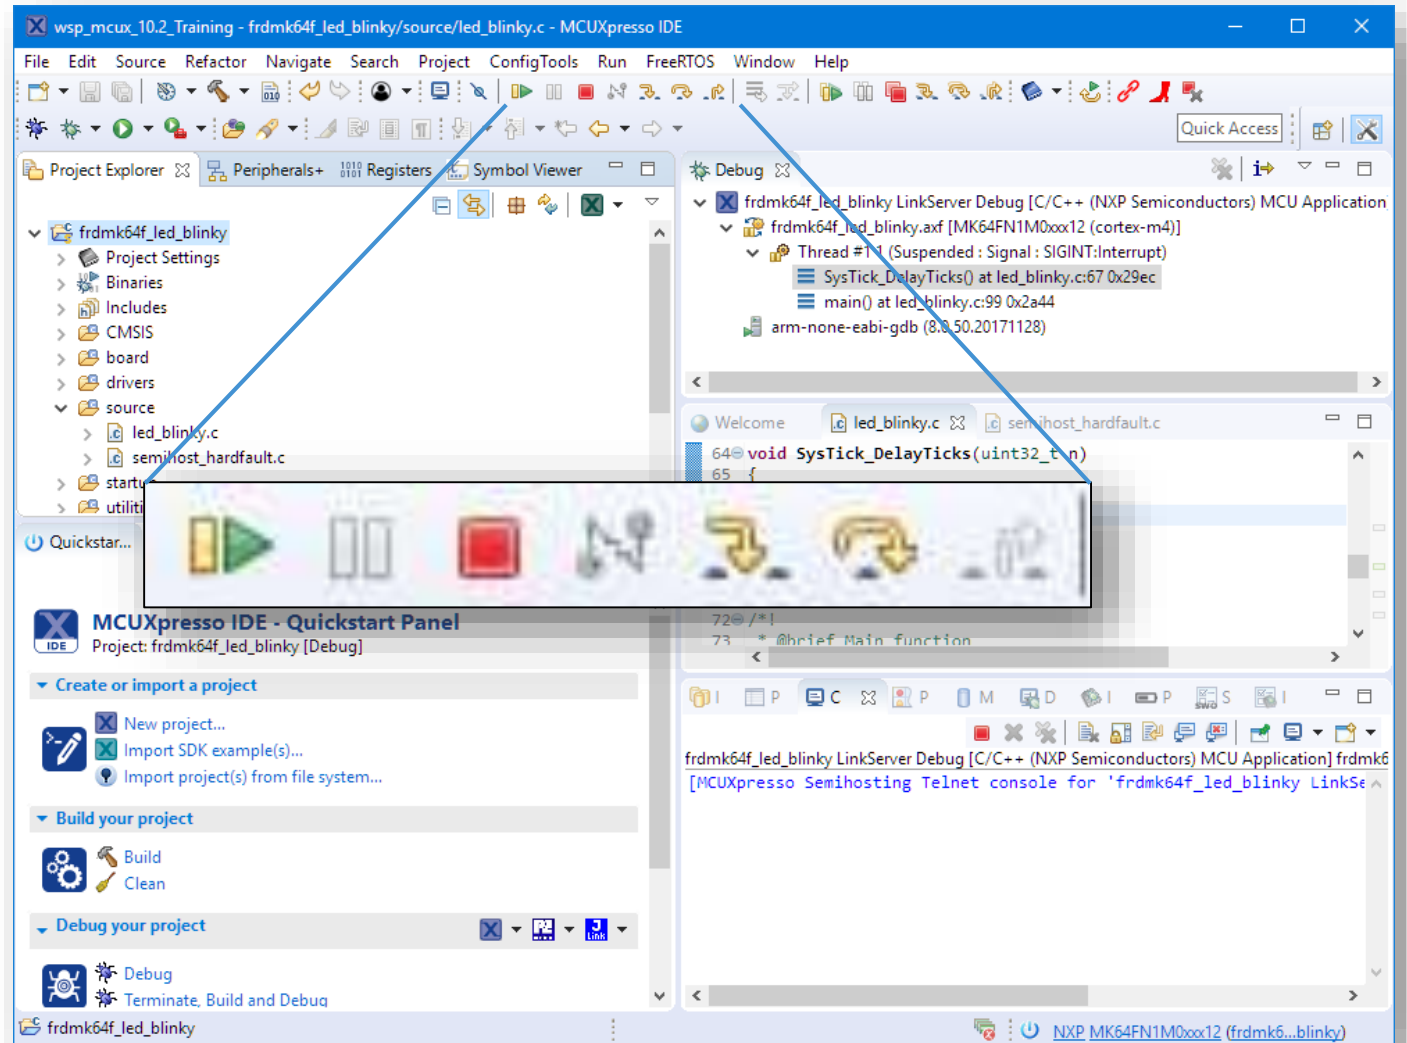 wsp_mcux_10.2_Training - frdmk64f_led_blinky/source/led_blinky.c - MCUXpresso IDE
File Edit Source Refactor Navigate Search Project ConfigTools Run FreeRTOS Window Help
Quick Access
Project Explorer Peripherals+ Registers Symbol Viewer
frdmk64f_led_blinky
Project Settings
Binaries
Includes
CMSIS
board
drivers
source
led_blinky.c
semihost_hardfault.c
Debug
frdmk64f_led_blinky LinkServer Debug [C/C++ (NXP Semiconductors) MCU Application
frdmk64f_led_blinky.axf [MK64FN1M0xxx12 (cortex-m4)]
Thread #1 1 (Suspended : Signal : SIGINT:Interrupt)
SysTick_DelayTicks() at led_blinky.c:67 0x29ec
main() at led_blinky.c:99 0x2a44
arm-none-eabi-gdb (8.0.50.20171128)
Welcome led_blinky.c semihost_hardfault.c
64 void SysTick_DelayTicks(uint32_t n)
65 {
72 /*!
73 * @brief Main function
Quickstar...
MCUXpresso IDE - Quickstart Panel
IDE
Project: frdmk64f_led_blinky [Debug]
Create or import a project
New project...
Import SDK example(s)...
Import project(s) from file system...
Build your project
Build
Clean
Debug your project
Debug
Terminate, Build and Debug
I P C P M D I P S I
frdmk64f_led_blinky LinkServer Debug [C/C++ (NXP Semiconductors) MCU Application] frdmk6
[MCUXpresso Semihosting Telnet console for 'frdmk64f_led_blinky LinkSe
frdmk64f_led_blinky
NXP MK64FN1M0xxx12 (frdmk6...blinky)